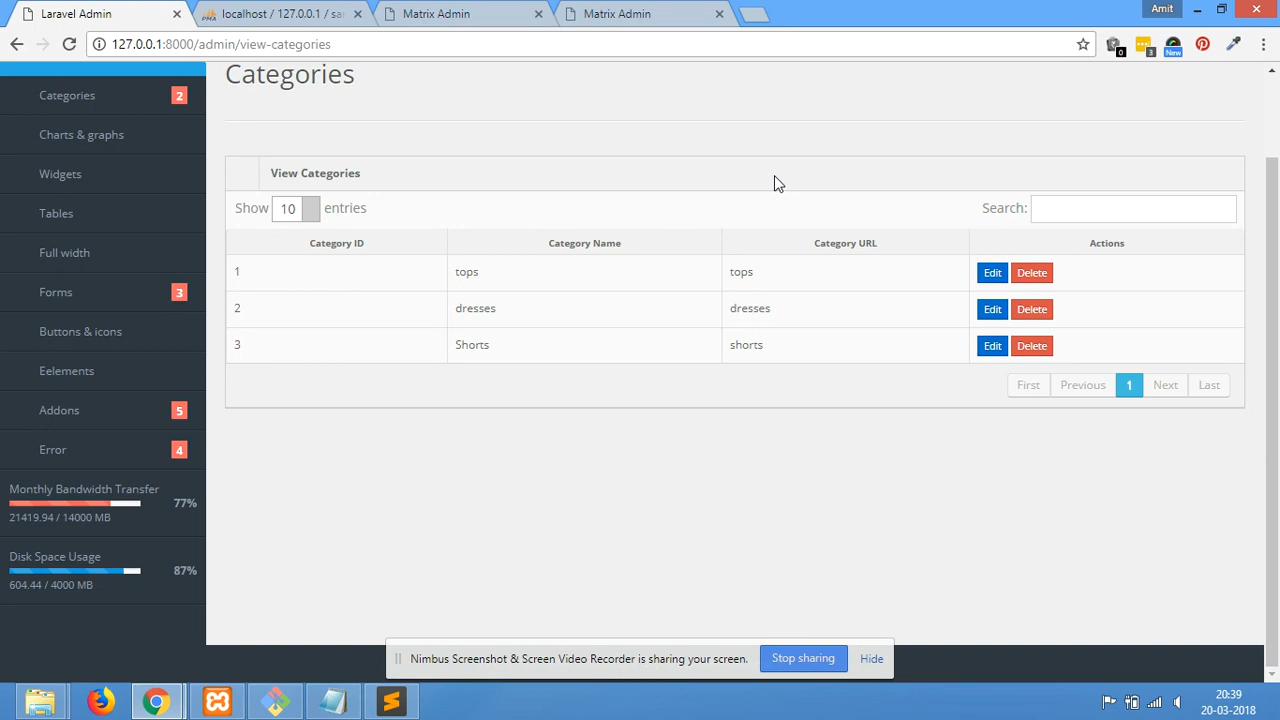 Laravel Admin
localhost / 127.0.0.1 / sar
Matrix Admin
Matrix Admin
Amit
127.0.0.1:8000/admin/view-categories
0
3
New
Categories
Categories 2
Charts & graphs
Widgets
Tables
Full width
Forms 3
Buttons & icons
Eelements
Addons 5
Error 4
Monthly Bandwidth Transfer
77%
21419.94 / 14000 MB
Disk Space Usage
87%
604.44 / 4000 MB
View Categories
Show 10 entries
Search:
Category ID Category Name Category URL Actions
1 tops tops Edit Delete
2 dresses dresses Edit Delete
3 Shorts shorts Edit Delete
First Previous 1 Next Last
Nimbus Screenshot & Screen Video Recorder is sharing your screen. Stop sharing Hide
20:39
20-03-2018